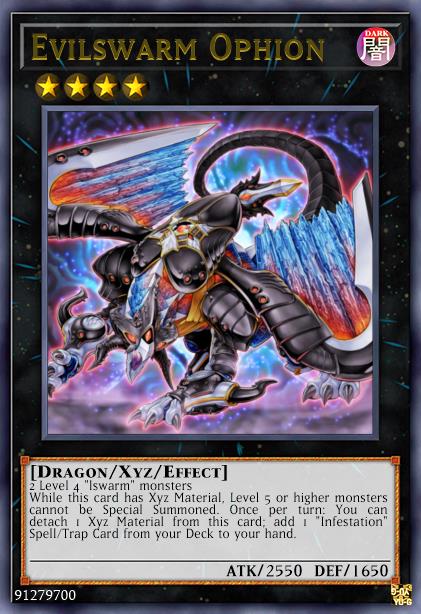 Evilswarm Ophion
DARK
闇
[Dragon/Xyz/Effect]
2 Level 4 "lswarm" monsters
While this card has Xyz Material, Level 5 or higher monsters
cannot be Special Summoned. Once per turn: You can
detach 1 Xyz Material from this card; add 1 "Infestation"
Spell/Trap Card from your Deck to your hand.
ATK/2550 DEF/1650
91279700